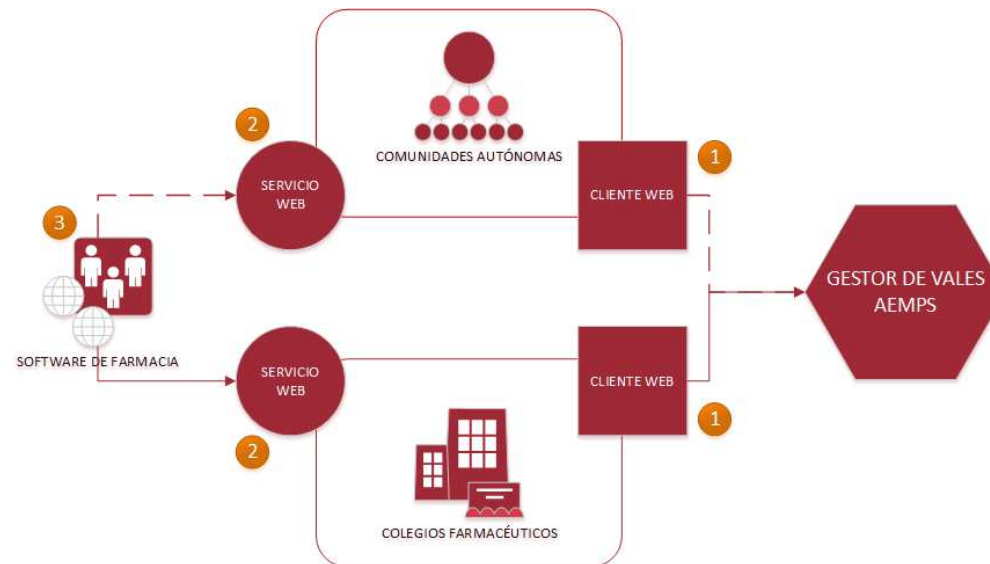 COMUNIDADES AUTÓNOMAS
2
1
SERVICIO
WEB
CLIENTE WEB
3
GESTOR DE VALES
AEMPS
SOFTWARE DE FARMACIA
SERVICIO
WEB
CLIENTE WEB
2
1
COLEGIOS FARMACÉUTICOS